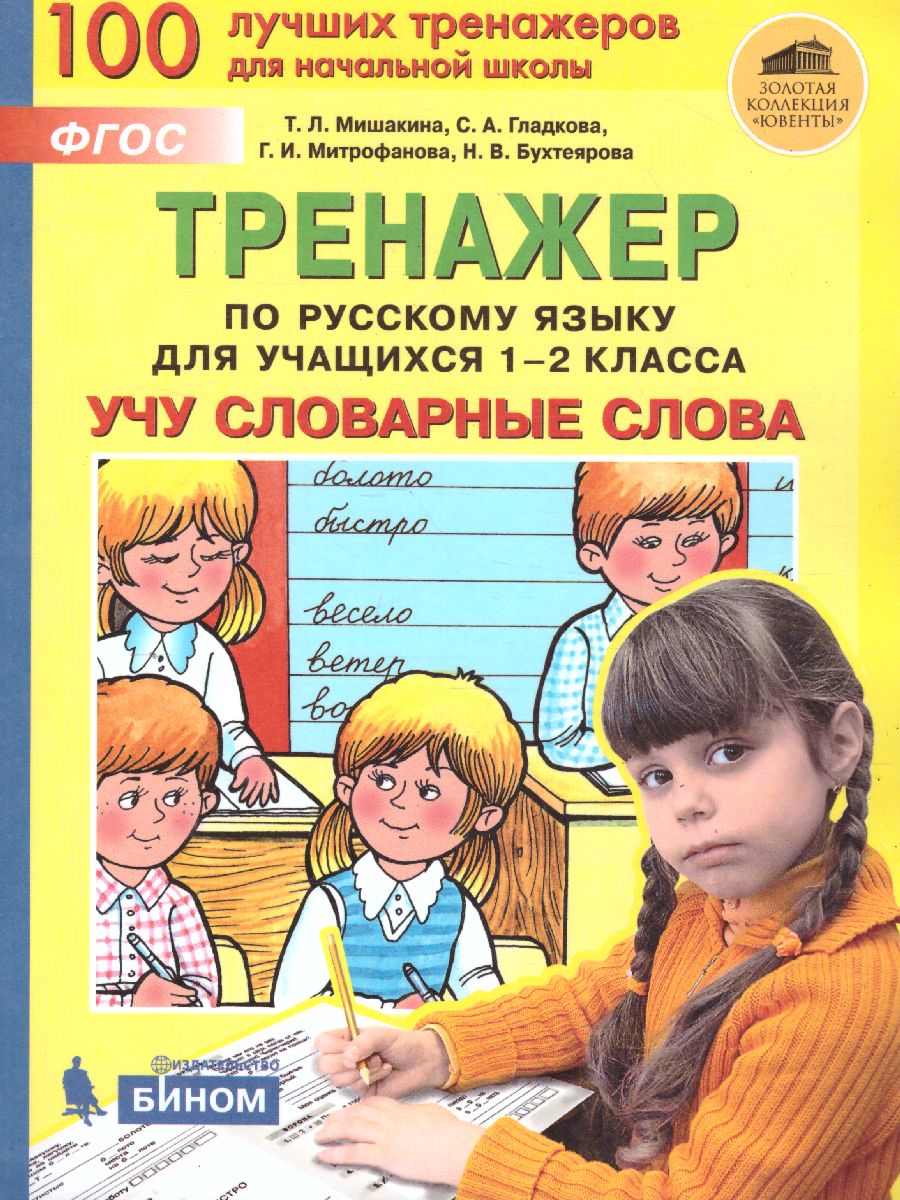 100 лучших тренажеров
для начальной школы
ЗОЛОТАЯ
КОЛЛЕКЦИЯ
«ЮВЕНТЫ»
ФГОС
Т. Л. Мишакина, С. А. Гладкова,
Г. И. Митрофанова, Н. В. Бухтеярова
ТРЕНАЖЕР
ПО РУССКОМУ ЯЗЫКУ
ДЛЯ УЧАЩИХСЯ 1–2 КЛАССА
УЧУ СЛОВАРНЫЕ СЛОВА
болото
и
быстро
к
весело
ветер
во
ИЗДАТЕЛЬСТВО
БИНОМ